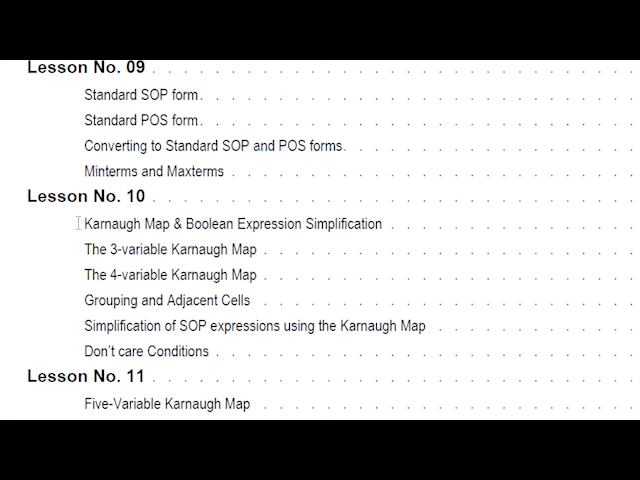 Lesson No. 09 . . . . . . . . . . . . . . . . . . . . . . . . .
Standard SOP form . . . . . . . . . . . . . . . . . . . . . . .
Standard POS form . . . . . . . . . . . . . . . . . . . . . . .
Converting to Standard SOP and POS forms . . . . . . . . . . . .
Minterms and Maxterms . . . . . . . . . . . . . . . . . . . . .
Lesson No. 10 . . . . . . . . . . . . . . . . . . . . . . . . .
Karnaugh Map & Boolean Expression Simplification . . . . . . . . . .
The 3-variable Karnaugh Map . . . . . . . . . . . . . . . . . . .
The 4-variable Karnaugh Map . . . . . . . . . . . . . . . . . . .
Grouping and Adjacent Cells . . . . . . . . . . . . . . . . . . .
Simplification of SOP expressions using the Karnaugh Map . . . . . . . .
Don't care Conditions . . . . . . . . . . . . . . . . . . . . . .
Lesson No. 11 . . . . . . . . . . . . . . . . . . . . . . . . .
Five-Variable Karnaugh Map . . . . . . . . . . . . . . . . . . .